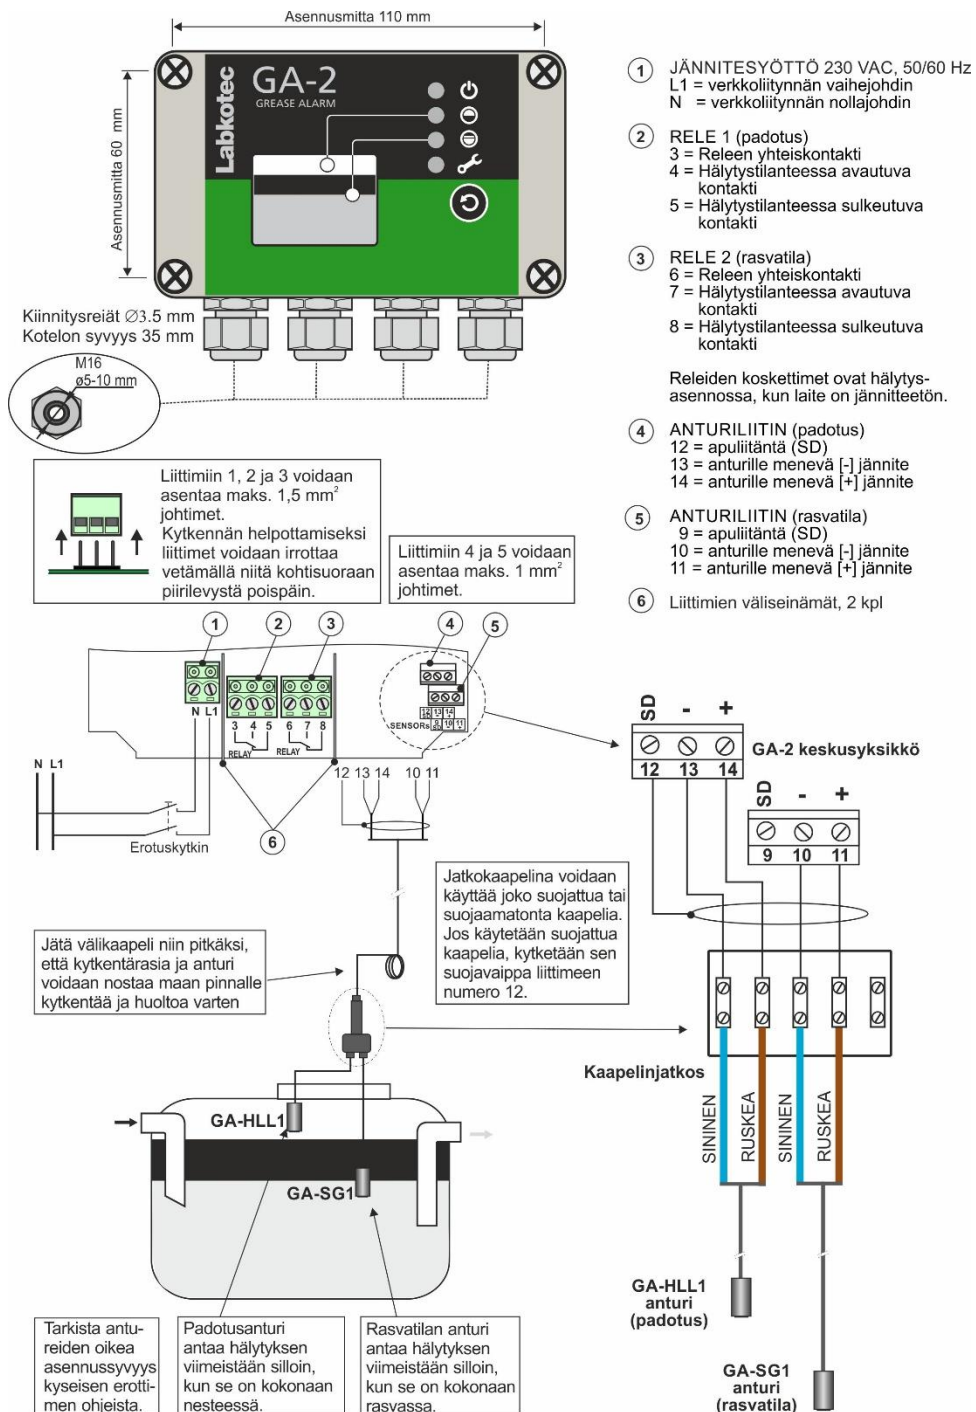 Asennusmitta 110 mm
Asennusmitta 60 mm
Labkotec
GA-2
GREASE ALARM
Kiinnitysreiät Ø3.5 mm
Kotelon syvyys 35 mm
M16
ø5-10 mm
1 JÄNNITESYÖTTÖ 230 VAC, 50/60 Hz
L1 = verkkoliitynnän vaihejohdin
N = verkkoliitynnän nollajohdin
2 RELE 1 (padotus)
3 = Releen yhteiskontakti
4 = Hälytystilanteessa avautuva
kontakti
5 = Hälytystilanteessa sulkeutuva
kontakti
3 RELE 2 (rasvatila)
6 = Releen yhteiskontakti
7 = Hälytystilanteessa avautuva
kontakti
8 = Hälytystilanteessa sulkeutuva
kontakti
Releiden koskettimet ovat hälytys-
asennossa, kun laite on jännitteetön.
4 ANTURILIITIN (padotus)
12 = apuliitäntä (SD)
13 = anturille menevä [-] jännite
14 = anturille menevä [+] jännite
5 ANTURILIITIN (rasvatila)
9 = apuliitäntä (SD)
10 = anturille menevä [-] jännite
11 = anturille menevä [+] jännite
6 Liittimien väliseinämät, 2 kpl
Liittimiin 1, 2 ja 3 voidaan
asentaa maks. 1,5 mm²
johtimet.
Kytkennän helpottamiseksi
liittimet voidaan irrottaa
vetämällä niitä kohtisuoraan
piirilevystä poispäin.
Liittimiin 4 ja 5 voidaan
asentaa maks. 1 mm²
johtimet.
1 2 3 4 5
N L1
3 4 5 6 7 8
RELAY RELAY
12 13 14
SD - +
SENSORs 9 10 11
SD - +
N L1
12 13 14 10 11
6
Erotuskytkin
SD - +
12 13 14
GA-2 keskusyksikkö
SD - +
9 10 11
Jatkokaapelina voidaan
käyttää joko suojattua tai
suojaamatonta kaapelia.
Jos käytetään suojattua
kaapelia, kytketään sen
suojavaippa liittimeen
numero 12.
Jätä välikaapeli niin pitkäksi,
että kytkentärasia ja anturi
voidaan nostaa maan pinnalle
kytkentää ja huoltoa varten
Kaapelinjatkos
SININEN
RUSKEA
SININEN
RUSKEA
GA-HLL1
GA-SG1
GA-HLL1
anturi
(padotus)
GA-SG1
anturi
(rasvatila)
Tarkista antu-
reiden oikea
asennussyvyys
kyseisen erotti-
men ohjeista.
Padotusanturi
antaa hälytyksen
viimeistään silloin,
kun se on kokonaan
nesteessä.
Rasvatilan anturi
antaa hälytyksen
viimeistään silloin,
kun se on kokonaan
rasvassa.